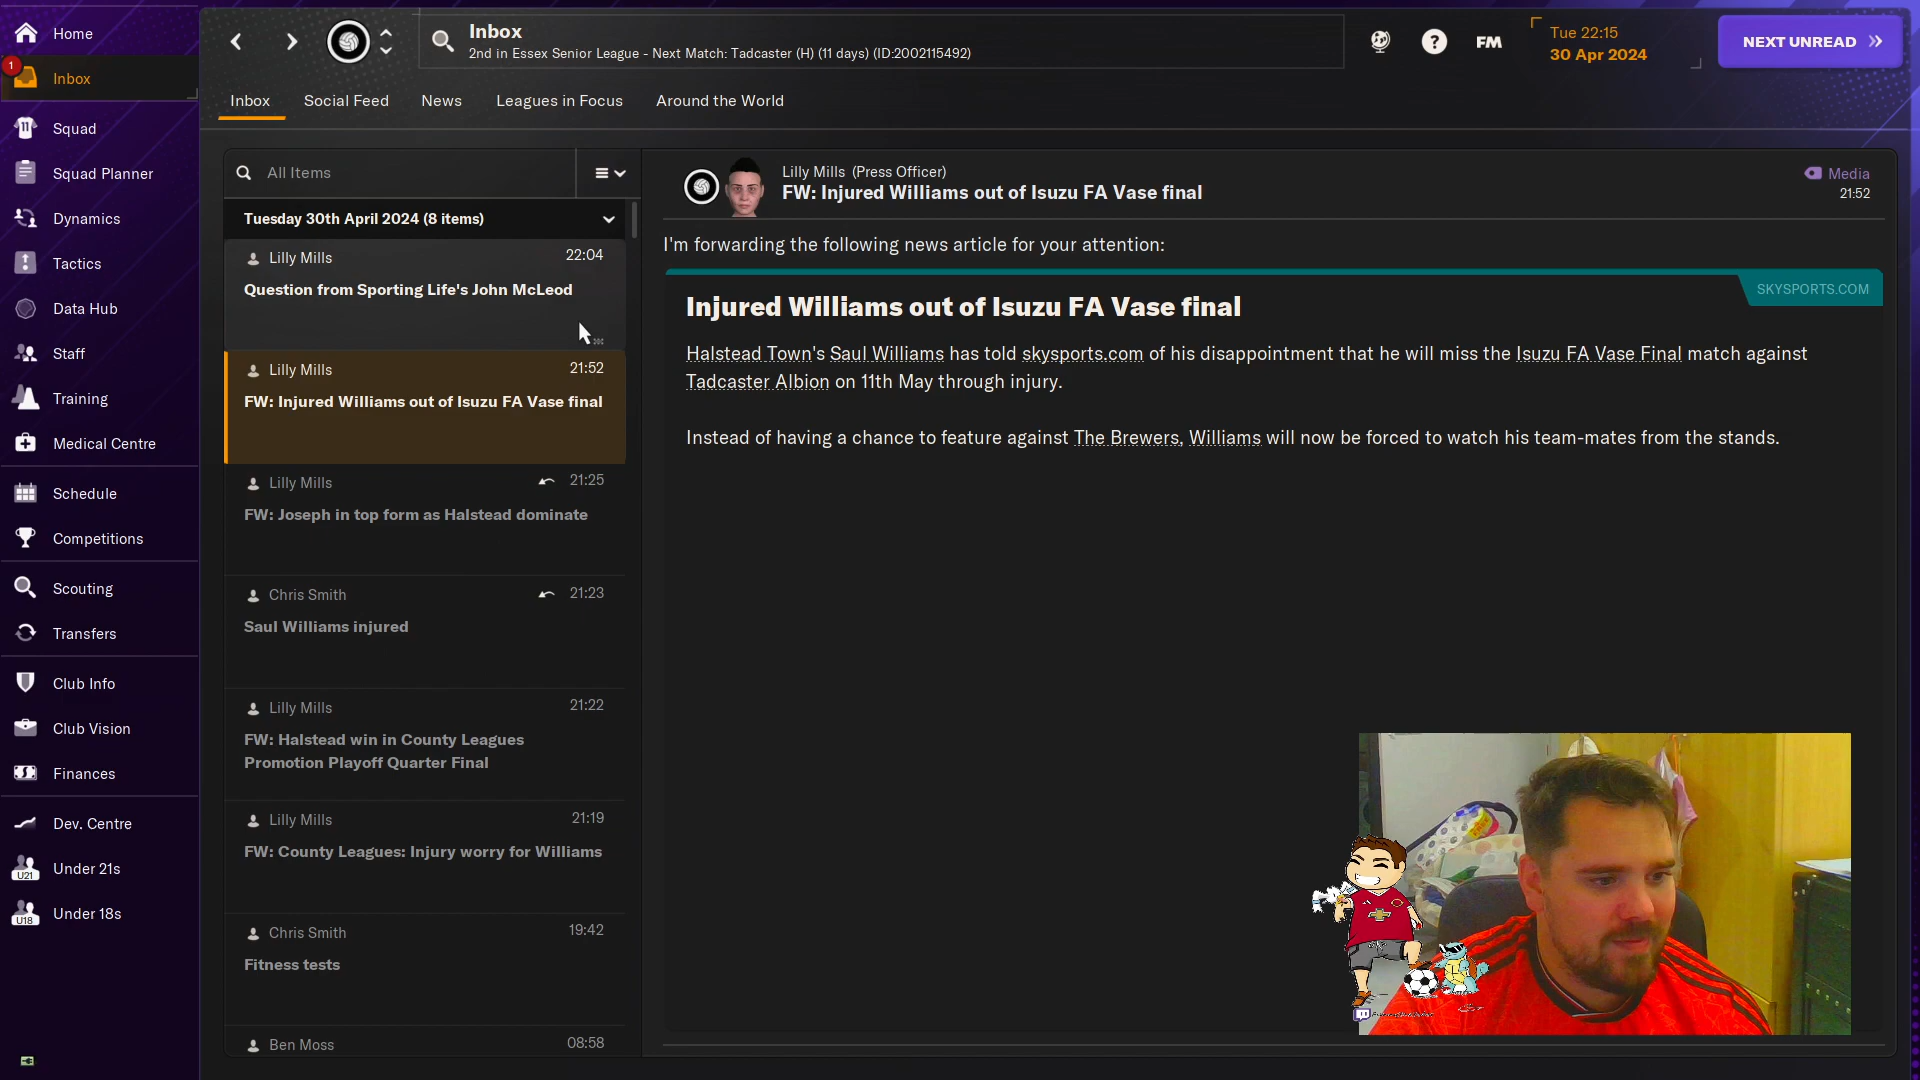 Home
1
Inbox
Squad
Squad Planner
Dynamics
Tactics
Data Hub
Staff
Training
Medical Centre
Schedule
Competitions
Scouting
Transfers
Club Info
Club Vision
Finances
Dev. Centre
U21
Under 21s
U18
Under 18s
Inbox
2nd in Essex Senior League - Next Match: Tadcaster (H) (11 days) (ID:2002115492)
?
FM
Tue 22:15
30 Apr 2024
NEXT UNREAD
Inbox
Social Feed
News
Leagues in Focus
Around the World
All Items
Tuesday 30th April 2024 (8 items)
Lilly Mills
22:04
Question from Sporting Life's John McLeod
Lilly Mills
21:52
FW: Injured Williams out of Isuzu FA Vase final
Lilly Mills
21:25
FW: Joseph in top form as Halstead dominate
Chris Smith
21:23
Saul Williams injured
Lilly Mills
21:22
FW: Halstead win in County Leagues
Promotion Playoff Quarter Final
Lilly Mills
21:19
FW: County Leagues: Injury worry for Williams
Chris Smith
19:42
Fitness tests
Ben Moss
08:58
Lilly Mills (Press Officer)
FW: Injured Williams out of Isuzu FA Vase final
Media
21:52
I'm forwarding the following news article for your attention:
SKYSPORTS.COM
Injured Williams out of Isuzu FA Vase final
Halstead Town's Saul Williams has told skysports.com of his disappointment that he will miss the Isuzu FA Vase Final match against
Tadcaster Albion on 11th May through injury.
Instead of having a chance to feature against The Brewers, Williams will now be forced to watch his team-mates from the stands.